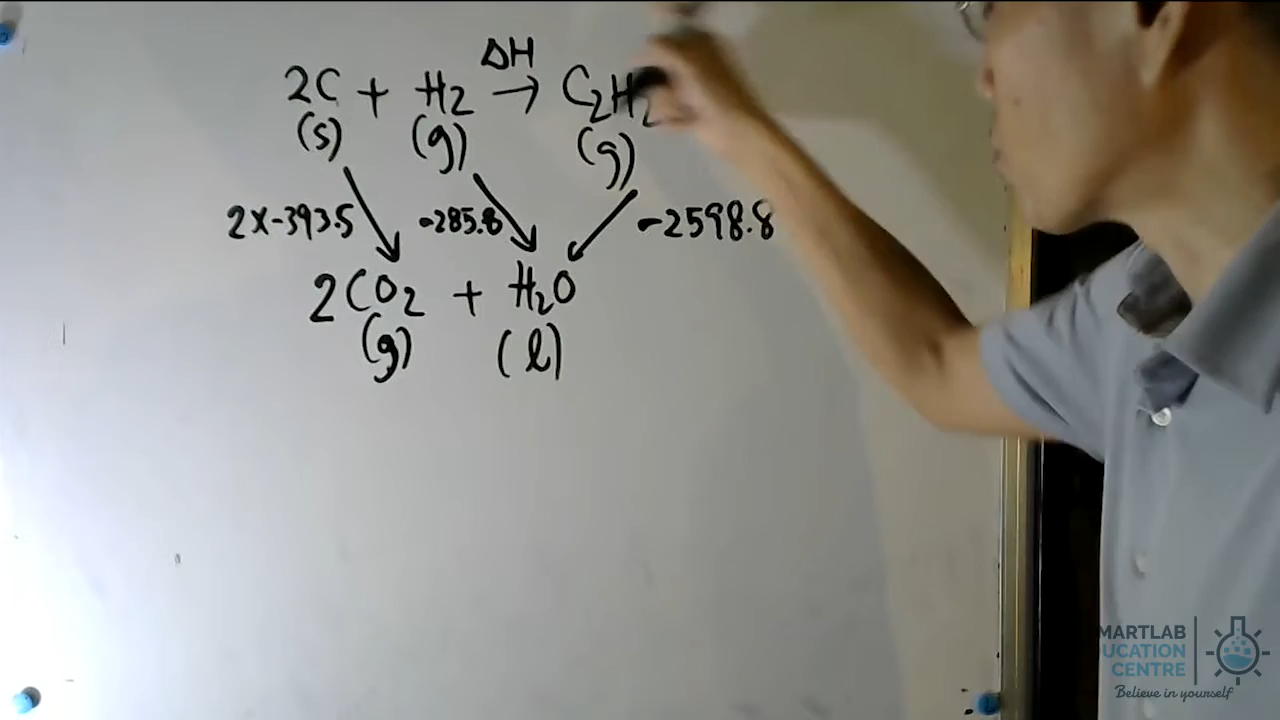 ΔH
2C + H2 → C2H2
(s) (g) (g)
2x-393.5 -285.8 -2598.8
2CO2 + H2O
(g) (l)
MARTLAB
UCATION
CENTRE
Believe in yourself